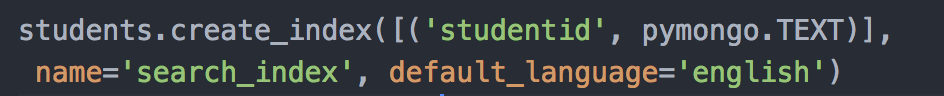 students.create_index([('studentid', pymongo.TEXT)],
name='search_index', default_language='english')